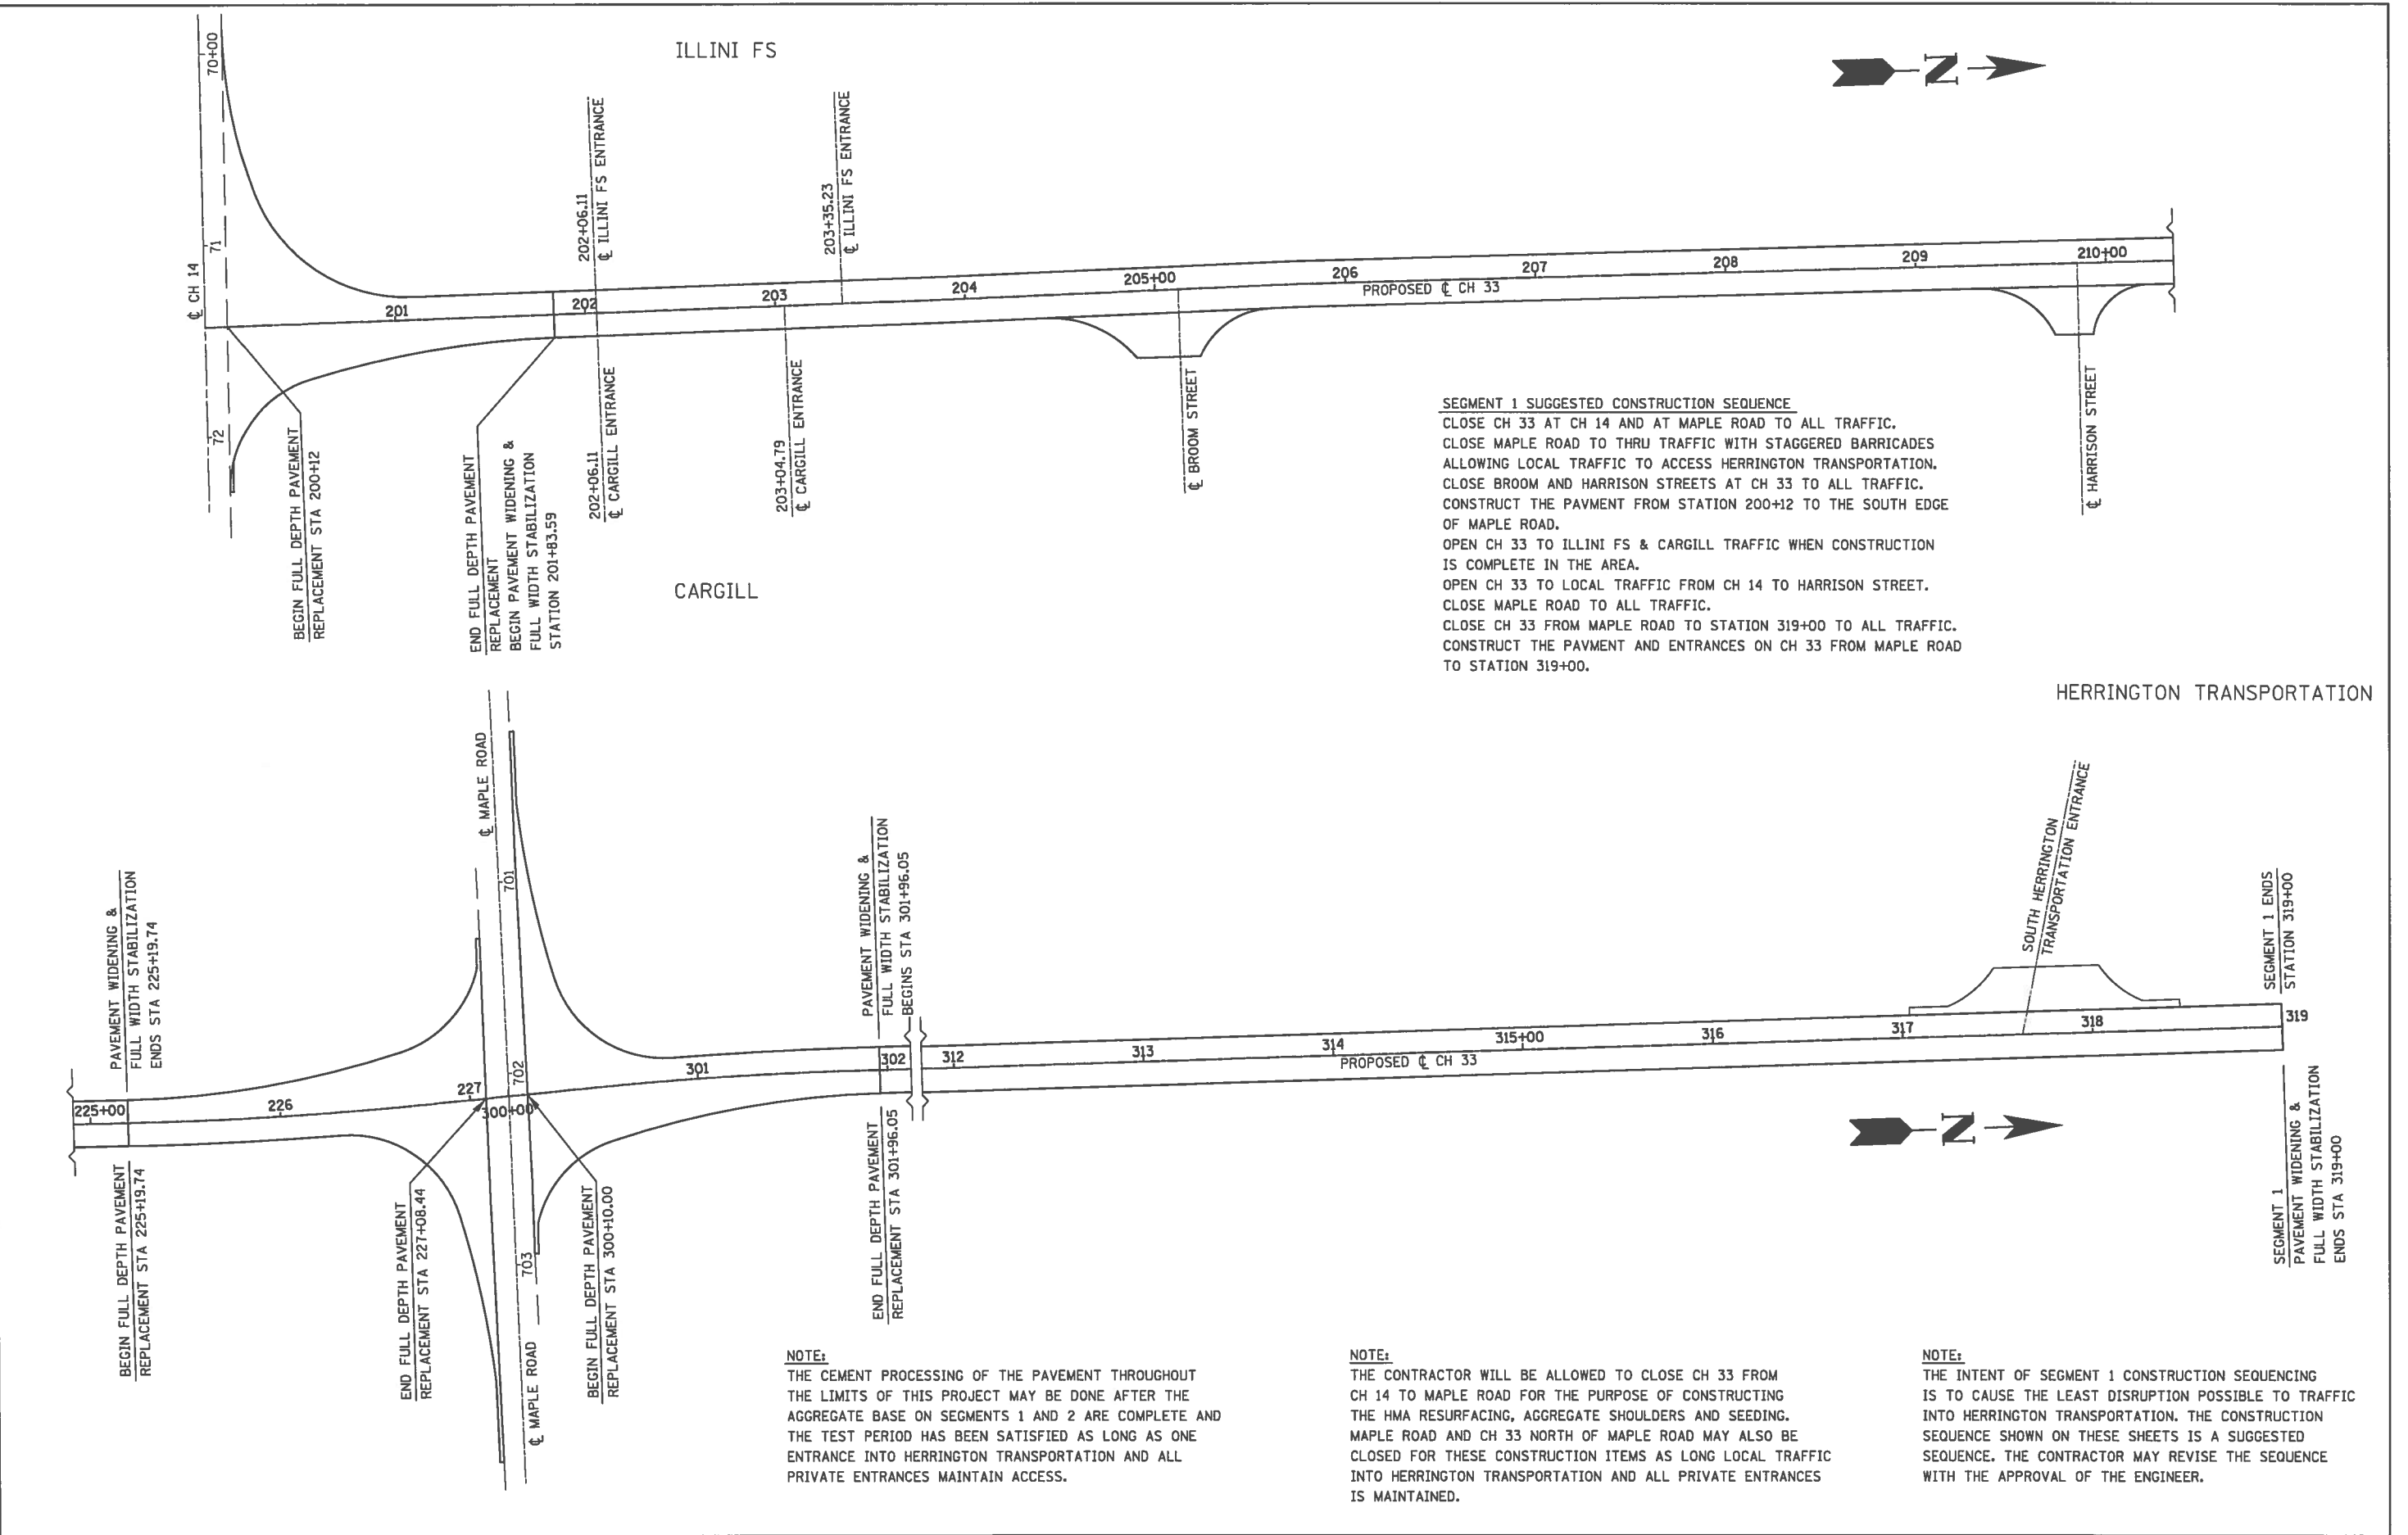 ILLINI FS
N
70+00
71
72
℄ CH 14
201
202
203
204
205+00
206
207
208
209
210+00
PROPOSED ℄ CH 33
202+06.11
℄ ILLINI FS ENTRANCE
203+35.23
℄ ILLINI FS ENTRANCE
BEGIN FULL DEPTH PAVEMENT
REPLACEMENT STA 200+12
END FULL DEPTH PAVEMENT
REPLACEMENT
BEGIN PAVEMENT WIDENING &
FULL WIDTH STABILIZATION
STATION 201+83.59
202+06.11
℄ CARGILL ENTRANCE
203+04.79
℄ CARGILL ENTRANCE
℄ BROOM STREET
℄ HARRISON STREET
CARGILL
SEGMENT 1 SUGGESTED CONSTRUCTION SEQUENCE
CLOSE CH 33 AT CH 14 AND AT MAPLE ROAD TO ALL TRAFFIC.
CLOSE MAPLE ROAD TO THRU TRAFFIC WITH STAGGERED BARRICADES
ALLOWING LOCAL TRAFFIC TO ACCESS HERRINGTON TRANSPORTATION.
CLOSE BROOM AND HARRISON STREETS AT CH 33 TO ALL TRAFFIC.
CONSTRUCT THE PAVMENT FROM STATION 200+12 TO THE SOUTH EDGE
OF MAPLE ROAD.
OPEN CH 33 TO ILLINI FS & CARGILL TRAFFIC WHEN CONSTRUCTION
IS COMPLETE IN THE AREA.
OPEN CH 33 TO LOCAL TRAFFIC FROM CH 14 TO HARRISON STREET.
CLOSE MAPLE ROAD TO ALL TRAFFIC.
CLOSE CH 33 FROM MAPLE ROAD TO STATION 319+00 TO ALL TRAFFIC.
CONSTRUCT THE PAVMENT AND ENTRANCES ON CH 33 FROM MAPLE ROAD
TO STATION 319+00.
HERRINGTON TRANSPORTATION
PAVEMENT WIDENING &
FULL WIDTH STABILIZATION
ENDS STA 225+19.74
℄ MAPLE ROAD
701
702
703
PAVEMENT WIDENING &
FULL WIDTH STABILIZATION
BEGINS STA 301+96.05
SOUTH HERRINGTON
TRANSPORTATION ENTRANCE
SEGMENT 1 ENDS
STATION 319+00
225+00
226
227
300+00
301
302
312
313
314
315+00
316
317
318
319
PROPOSED ℄ CH 33
N
BEGIN FULL DEPTH PAVEMENT
REPLACEMENT STA 225+19.74
END FULL DEPTH PAVEMENT
REPLACEMENT STA 227+08.44
℄ MAPLE ROAD
BEGIN FULL DEPTH PAVEMENT
REPLACEMENT STA 300+10.00
END FULL DEPTH PAVEMENT
REPLACEMENT STA 301+96.05
SEGMENT 1
PAVEMENT WIDENING &
FULL WIDTH STABILIZATION
ENDS STA 319+00
NOTE:
THE CEMENT PROCESSING OF THE PAVEMENT THROUGHOUT
THE LIMITS OF THIS PROJECT MAY BE DONE AFTER THE
AGGREGATE BASE ON SEGMENTS 1 AND 2 ARE COMPLETE AND
THE TEST PERIOD HAS BEEN SATISFIED AS LONG AS ONE
ENTRANCE INTO HERRINGTON TRANSPORTATION AND ALL
PRIVATE ENTRANCES MAINTAIN ACCESS.
NOTE:
THE CONTRACTOR WILL BE ALLOWED TO CLOSE CH 33 FROM
CH 14 TO MAPLE ROAD FOR THE PURPOSE OF CONSTRUCTING
THE HMA RESURFACING, AGGREGATE SHOULDERS AND SEEDING.
MAPLE ROAD AND CH 33 NORTH OF MAPLE ROAD MAY ALSO BE
CLOSED FOR THESE CONSTRUCTION ITEMS AS LONG LOCAL TRAFFIC
INTO HERRINGTON TRANSPORTATION AND ALL PRIVATE ENTRANCES
IS MAINTAINED.
NOTE:
THE INTENT OF SEGMENT 1 CONSTRUCTION SEQUENCING
IS TO CAUSE THE LEAST DISRUPTION POSSIBLE TO TRAFFIC
INTO HERRINGTON TRANSPORTATION. THE CONSTRUCTION
SEQUENCE SHOWN ON THESE SHEETS IS A SUGGESTED
SEQUENCE. THE CONTRACTOR MAY REVISE THE SEQUENCE
WITH THE APPROVAL OF THE ENGINEER.